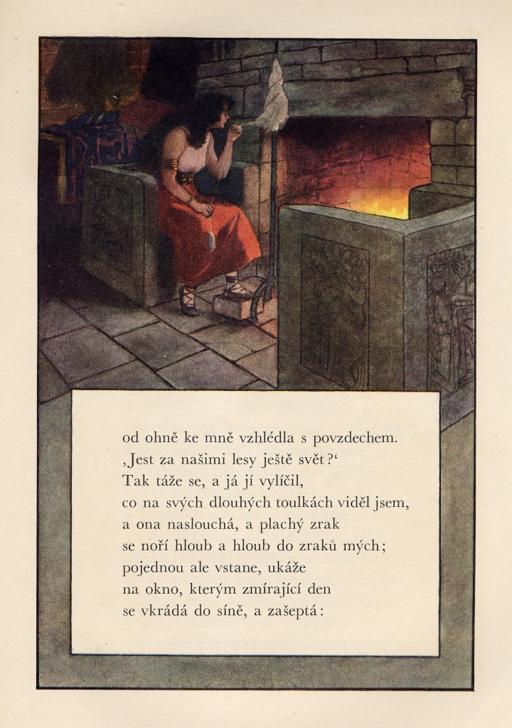 od ohně ke mně vzhlédla s povzdechem.
‚Jest za našimi lesy ještě svět?‘
Tak táže se, a já jí vylíčil,
co na svých dlouhých toulkách viděl jsem,
a ona naslouchá, a plachý zrak
se noří hloub a hloub do zraků mých;
pojednou ale vstane, ukáže
na okno, kterým zmírající den
se vkrádá do síně, a zašeptá: